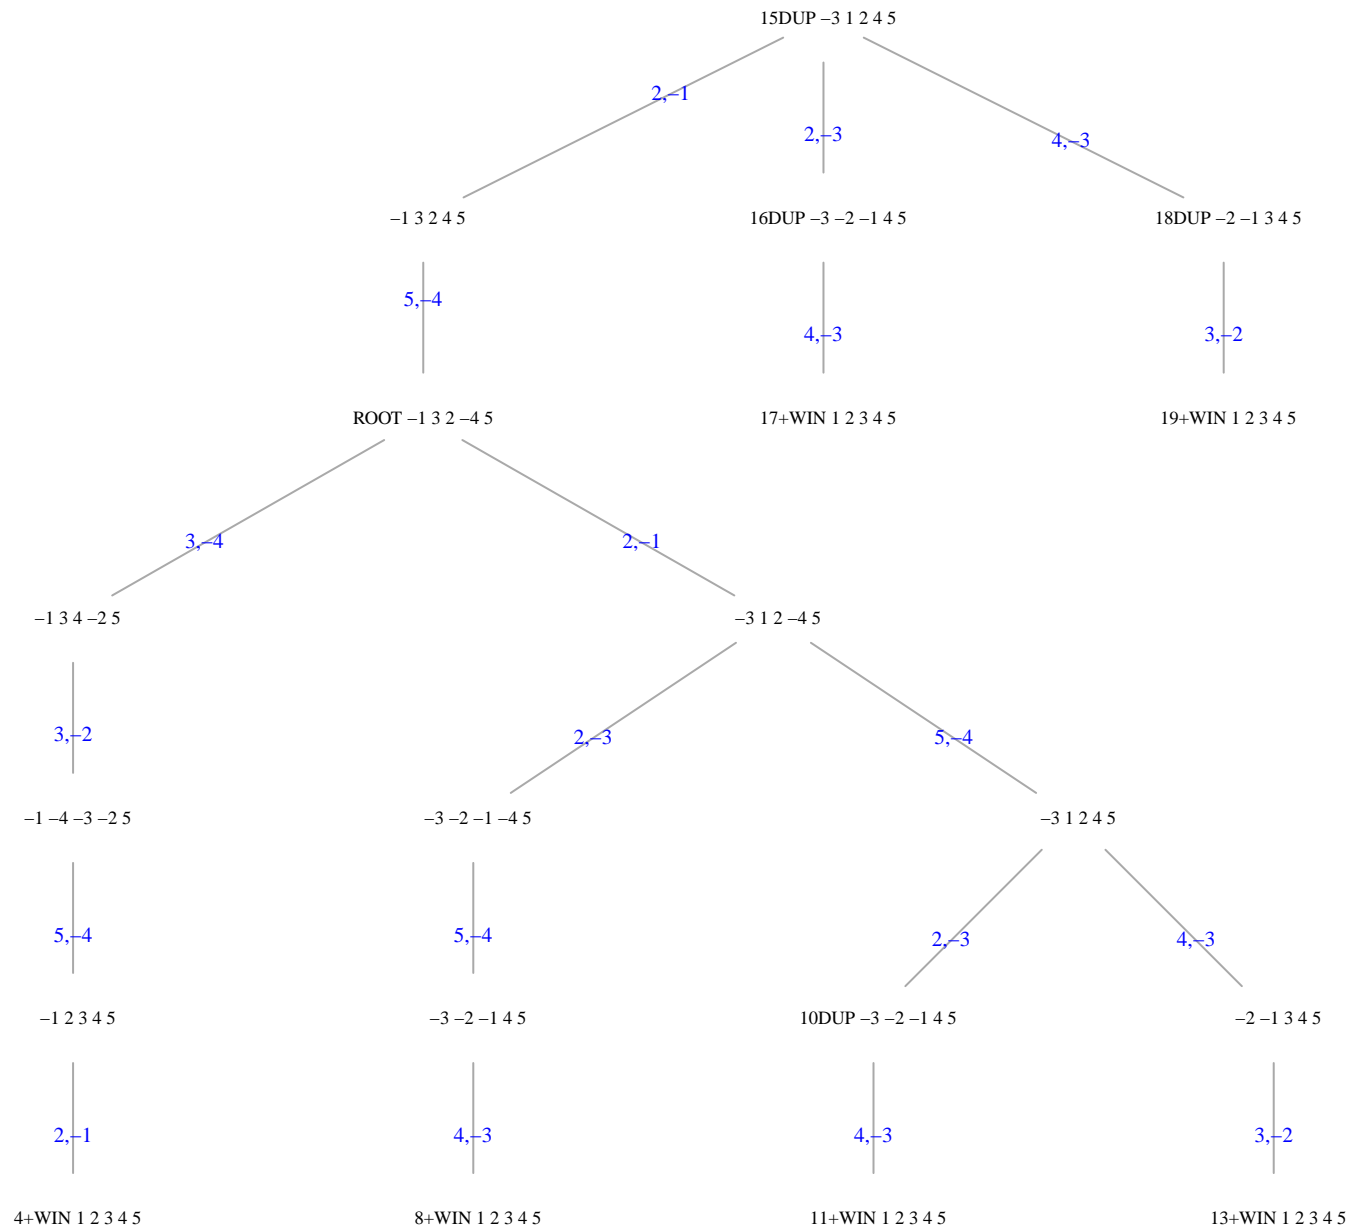 15DUP –3 1 2 4 5
2,–1
2,–3
4,–3
–1 3 2 4 5
16DUP –3 –2 –1 4 5
18DUP –2 –1 3 4 5
5,–4
4,–3
3,–2
ROOT –1 3 2 –4 5
17+WIN 1 2 3 4 5
19+WIN 1 2 3 4 5
3,–4
2,–1
–1 3 4 –2 5
–3 1 2 –4 5
3,–2
2,–3
5,–4
–1 –4 –3 –2 5
–3 –2 –1 –4 5
–3 1 2 4 5
5,–4
5,–4
2,–3
4,–3
–1 2 3 4 5
–3 –2 –1 4 5
10DUP –3 –2 –1 4 5
–2 –1 3 4 5
2,–1
4,–3
4,–3
3,–2
4+WIN 1 2 3 4 5
8+WIN 1 2 3 4 5
11+WIN 1 2 3 4 5
13+WIN 1 2 3 4 5